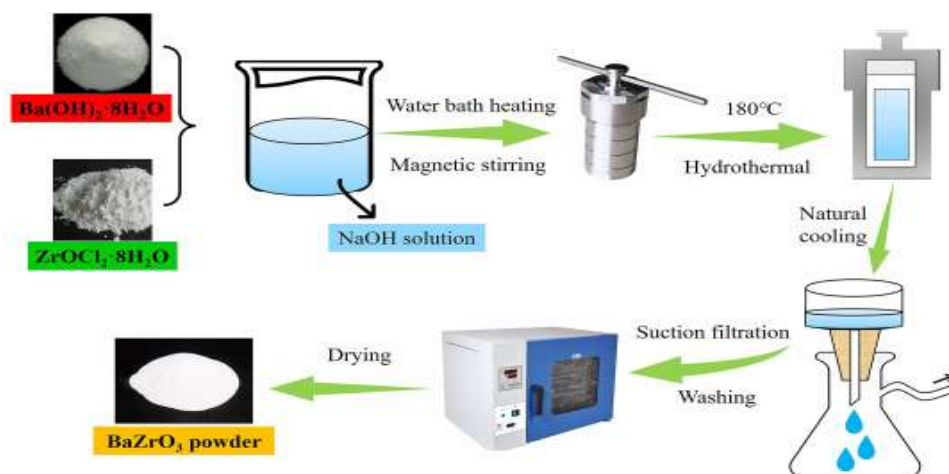 Ba(OH)₂·8H₂O
ZrOCl₂·8H₂O
NaOH solution
Water bath heating
Magnetic stirring
180℃
Hydrothermal
Natural
cooling
Suction filtration
Washing
Drying
BaZrO₃ powder